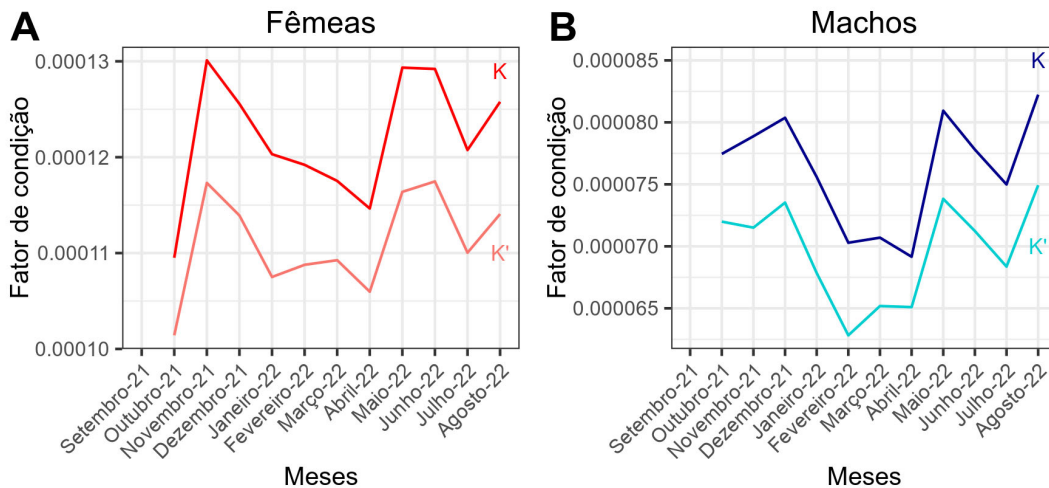 A
Fêmeas
Fator de condição
0.00013
0.00012
0.00011
0.00010
K
K'
Setembro-21
Outubro-21
Novembro-21
Dezembro-21
Janeiro-22
Fevereiro-22
Março-22
Abril-22
Maio-22
Junho-22
Julho-22
Agosto-22
Meses
B
Machos
Fator de condição
0.000085
0.000080
0.000075
0.000070
0.000065
K
K'
Setembro-21
Outubro-21
Novembro-21
Dezembro-21
Janeiro-22
Fevereiro-22
Março-22
Abril-22
Maio-22
Junho-22
Julho-22
Agosto-22
Meses